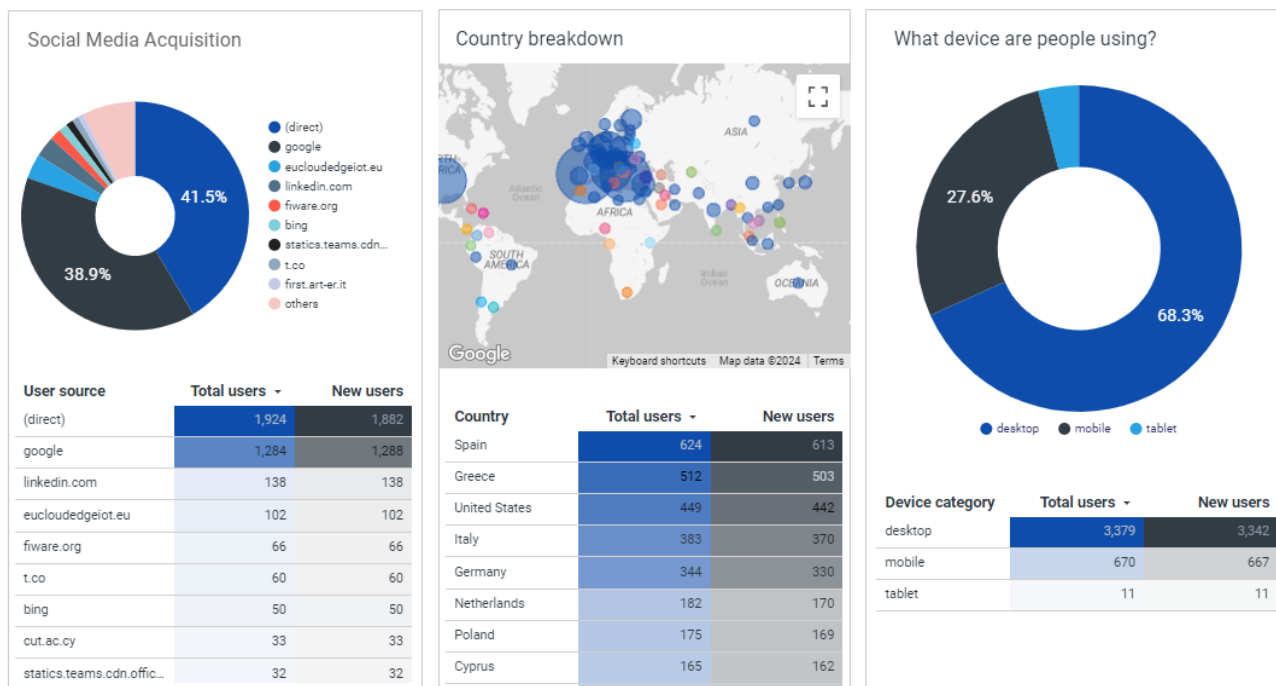 Social Media Acquisition
41.5%
38.9%
(direct)
google
eucloudedgeiot.eu
linkedin.com
fiware.org
bing
statics.teams.cdn...
t.co
first.art-er.it
others
User source Total users New users
(direct) 1,924 1,882
google 1,284 1,288
linkedin.com 138 138
eucloudedgeiot.eu 102 102
fiware.org 66 66
t.co 60 60
bing 50 50
cut.ac.cy 33 33
statics.teams.cdn.offic... 32 32
Country breakdown
ASIA
Atlantic
Ocean
AFRICA
SOUTH
AMERICA
Indian
Ocean
OCEANIA
Google
Keyboard shortcuts Map data ©2024 Terms
Country Total users New users
Spain 624 613
Greece 512 503
United States 449 442
Italy 383 370
Germany 344 330
Netherlands 182 170
Poland 175 169
Cyprus 165 162
What device are people using?
27.6%
68.3%
desktop mobile tablet
Device category Total users New users
desktop 3,379 3,342
mobile 670 667
tablet 11 11